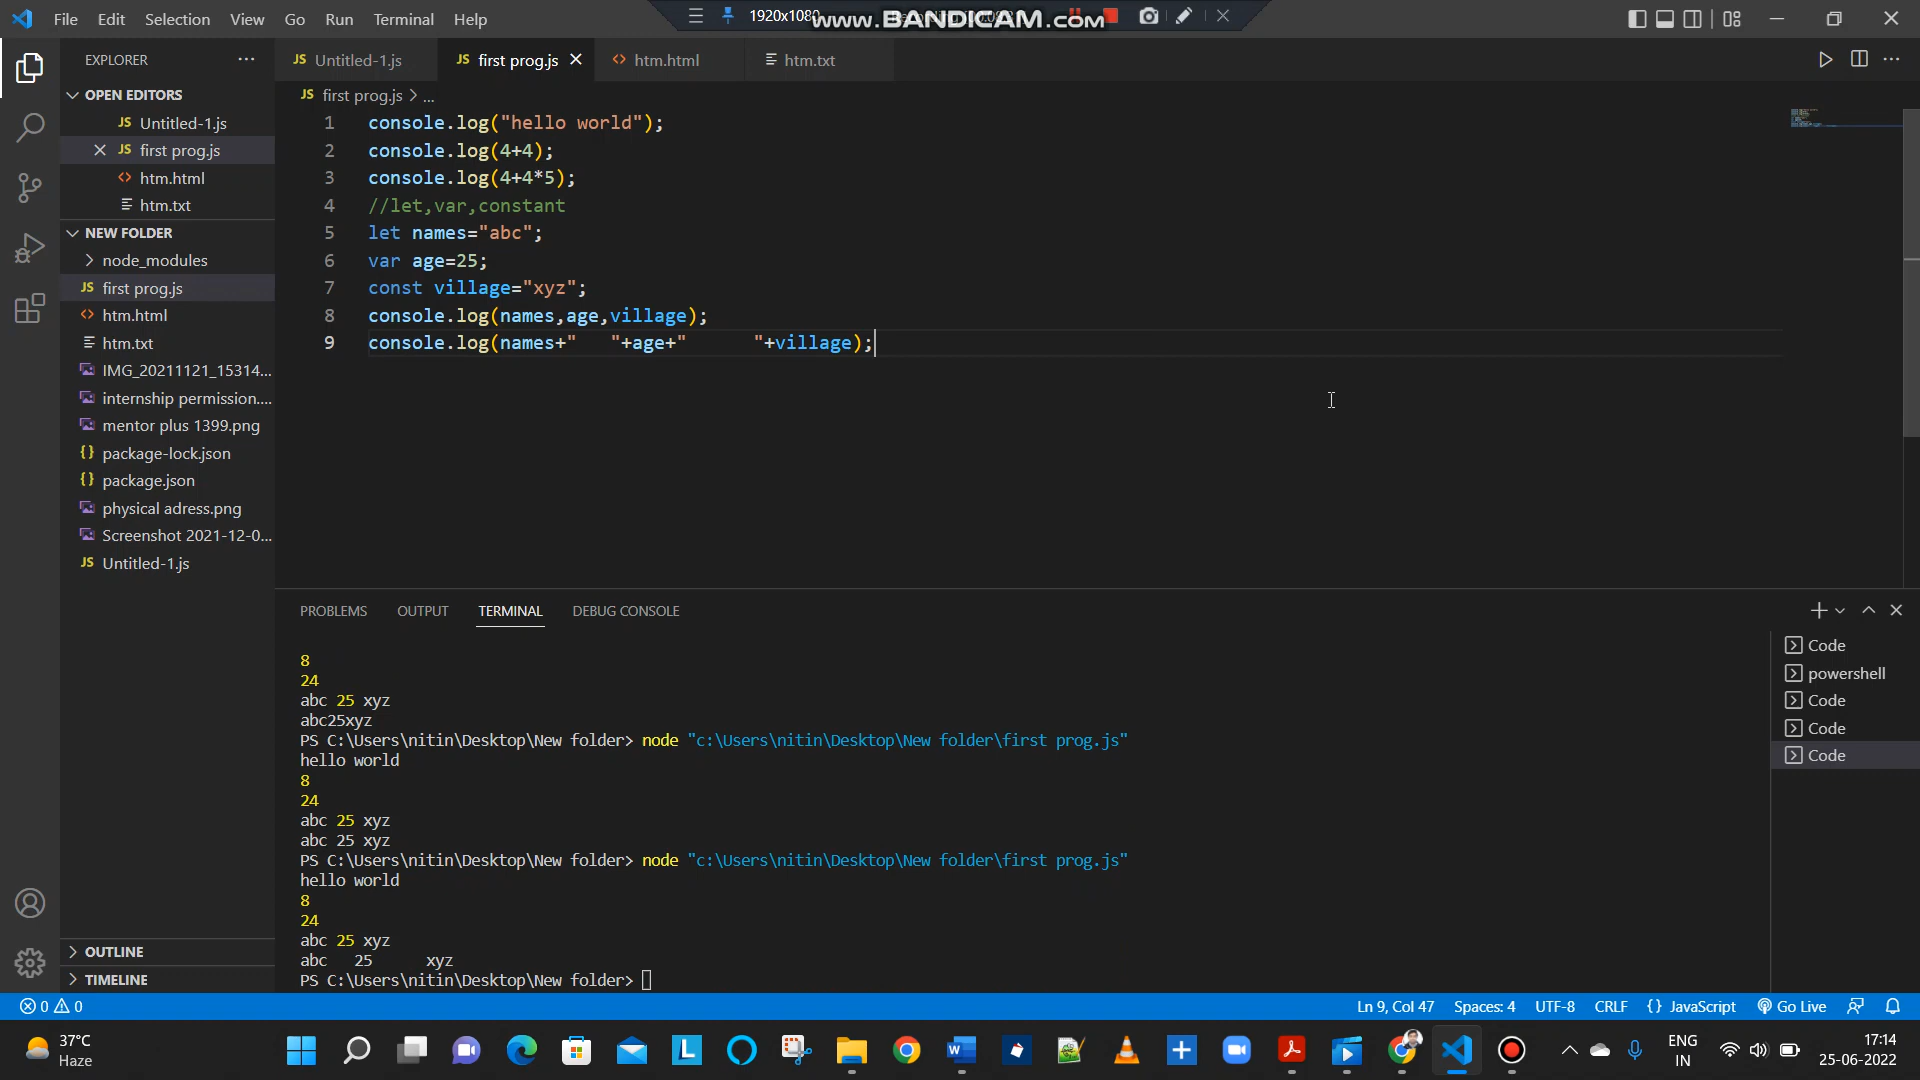 File Edit Selection View Go Run Terminal Help
1920x1080
www.BANDICAM.com
EXPLORER
OPEN EDITORS
JS Untitled-1.js
JS first prog.js
htm.html
htm.txt
NEW FOLDER
node_modules
JS first prog.js
htm.html
htm.txt
IMG_20211121_15314...
internship permission....
mentor plus 1399.png
package-lock.json
package.json
physical adress.png
Screenshot 2021-12-0...
JS Untitled-1.js
OUTLINE
TIMELINE
JS Untitled-1.js JS first prog.js htm.html htm.txt
JS first prog.js > ...
1 console.log("hello world");
2 console.log(4+4);
3 console.log(4+4*5);
4 //let,var,constant
5 let names="abc";
6 var age=25;
7 const village="xyz";
8 console.log(names,age,village);
9 console.log(names+"   "+age+"      "+village);
PROBLEMS OUTPUT TERMINAL DEBUG CONSOLE
8
24
abc 25 xyz
abc25xyz
PS C:\Users\nitin\Desktop\New folder> node "c:\Users\nitin\Desktop\New folder\first prog.js"
hello world
8
24
abc 25 xyz
abc 25 xyz
PS C:\Users\nitin\Desktop\New folder> node "c:\Users\nitin\Desktop\New folder\first prog.js"
hello world
8
24
abc 25 xyz
abc   25      xyz
PS C:\Users\nitin\Desktop\New folder>
Code
powershell
Code
Code
Code
0 0 Ln 9, Col 47 Spaces: 4 UTF-8 CRLF {} JavaScript Go Live
37°C
Haze
ENG
IN
17:14
25-06-2022